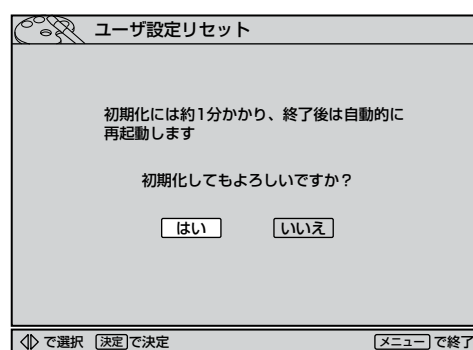 ユーザ設定リセット
初期化には約1分かかり、終了後は自動的に
再起動します
初期化してもよろしいですか？
はい いいえ
で選択 決定 で決定 メニュー で終了